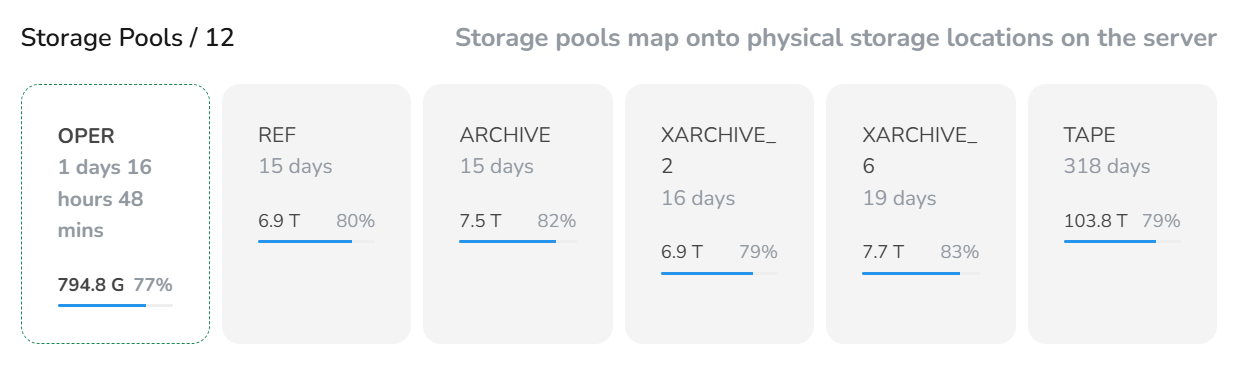 Storage Pools / 12
Storage pools map onto physical storage locations on the server
OPER
1 days 16
hours 48
mins
794.8 G 77%
REF
15 days
6.9 T 80%
ARCHIVE
15 days
7.5 T 82%
XARCHIVE_
2
16 days
6.9 T 79%
XARCHIVE_
6
19 days
7.7 T 83%
TAPE
318 days
103.8 T 79%